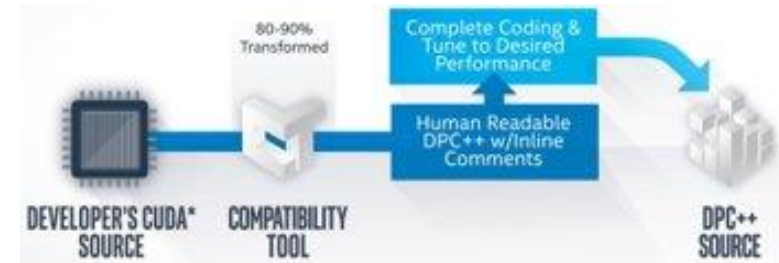 80-90%
Transformed
Complete Coding &
Tune to Desired
Performance
Human Readable
DPC++ w/Inline
Comments
DEVELOPER'S CUDA*
SOURCE
COMPATIBILITY
TOOL
DPC++
SOURCE